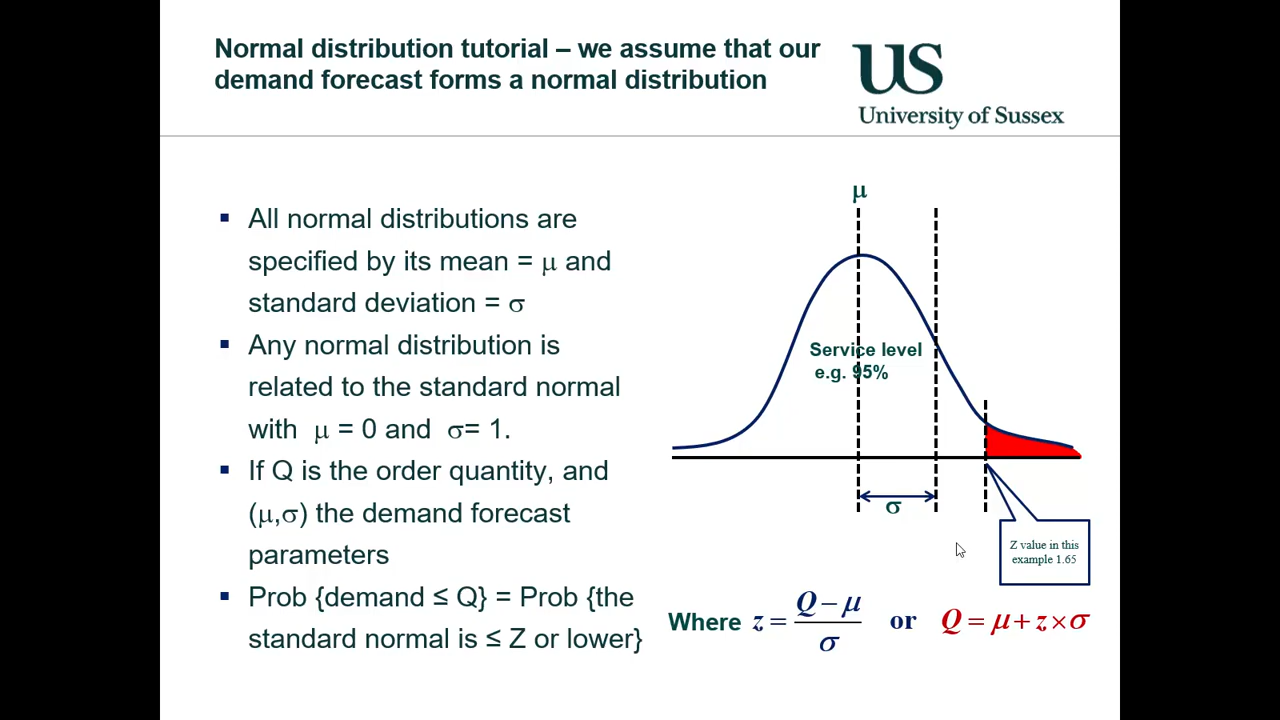 Normal distribution tutorial – we assume that our
demand forecast forms a normal distribution
US
University of Sussex
▪ All normal distributions are
specified by its mean = μ and
standard deviation = σ
▪ Any normal distribution is
related to the standard normal
with μ = 0 and σ= 1.
▪ If Q is the order quantity, and
(μ,σ) the demand forecast
parameters
▪ Prob {demand ≤ Q} = Prob {the
standard normal is ≤ Z or lower}
μ
Service level
e.g. 95%
σ
Z value in this
example 1.65
Where z = (Q − μ) / σ or Q = μ + z × σ